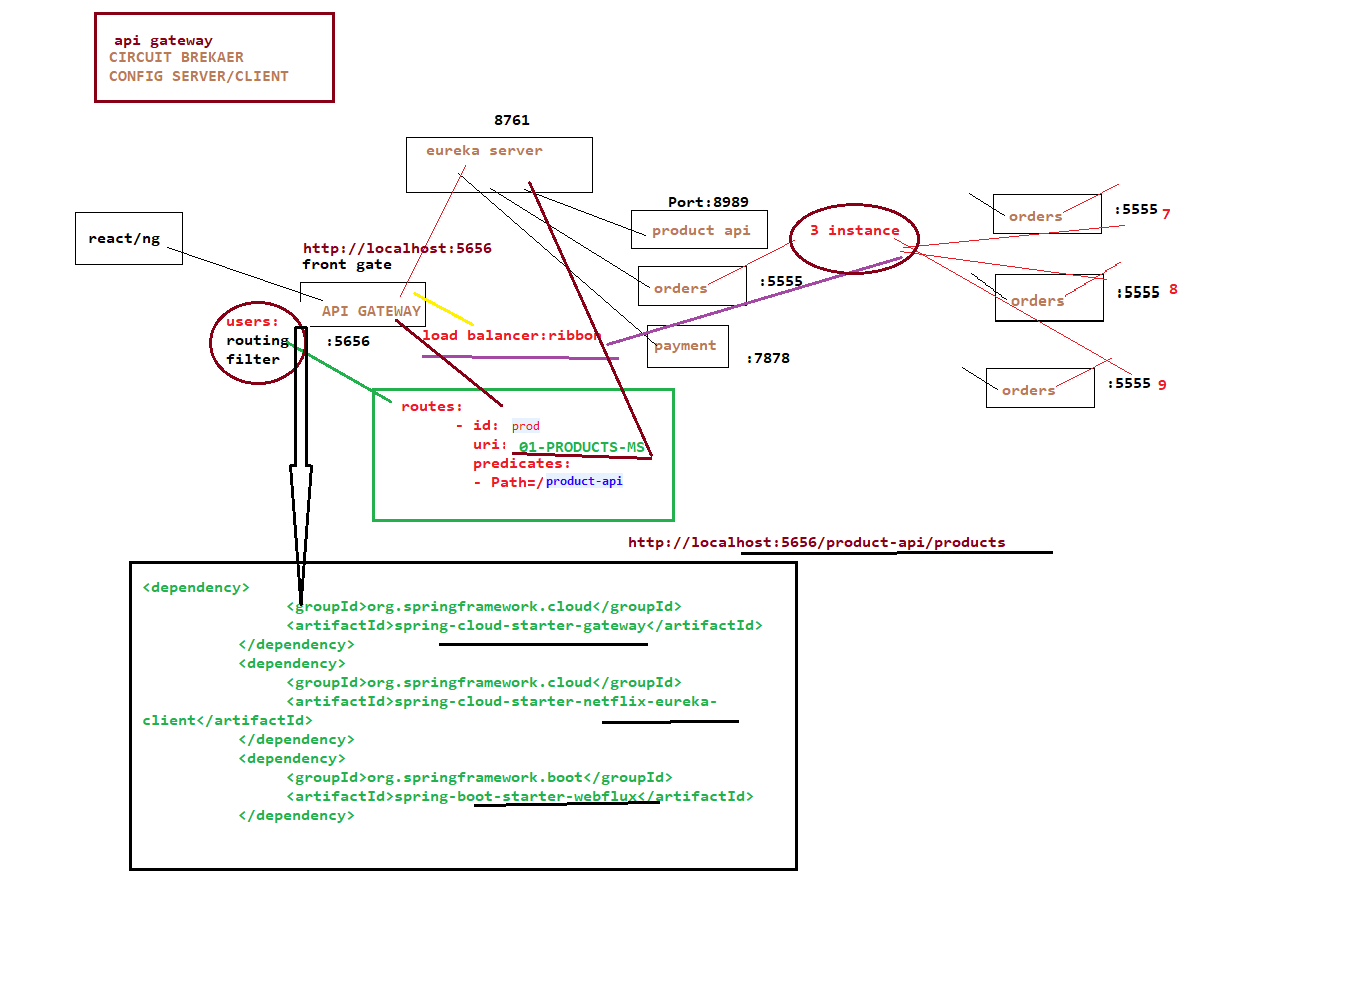 api gateway
CIRCUIT BREKAER
CONFIG SERVER/CLIENT
8761
eureka server
Port:8989
product api
3 instance
orders
:5555 7
react/ng
http://localhost:5656
front gate
API GATEWAY
:5656
orders
:5555
orders
:5555 8
users:
routing
filter
load balancer:ribbon
payment
:7878
orders
:5555 9
routes:
- id: prod
uri: 01-PRODUCTS-MS
predicates:
- Path=/product-api
http://localhost:5656/product-api/products
<dependency>
<groupId>org.springframework.cloud</groupId>
<artifactId>spring-cloud-starter-gateway</artifactId>
</dependency>
<dependency>
<groupId>org.springframework.cloud</groupId>
<artifactId>spring-cloud-starter-netflix-eureka-
client</artifactId>
</dependency>
<dependency>
<groupId>org.springframework.boot</groupId>
<artifactId>spring-boot-starter-webflux</artifactId>
</dependency>